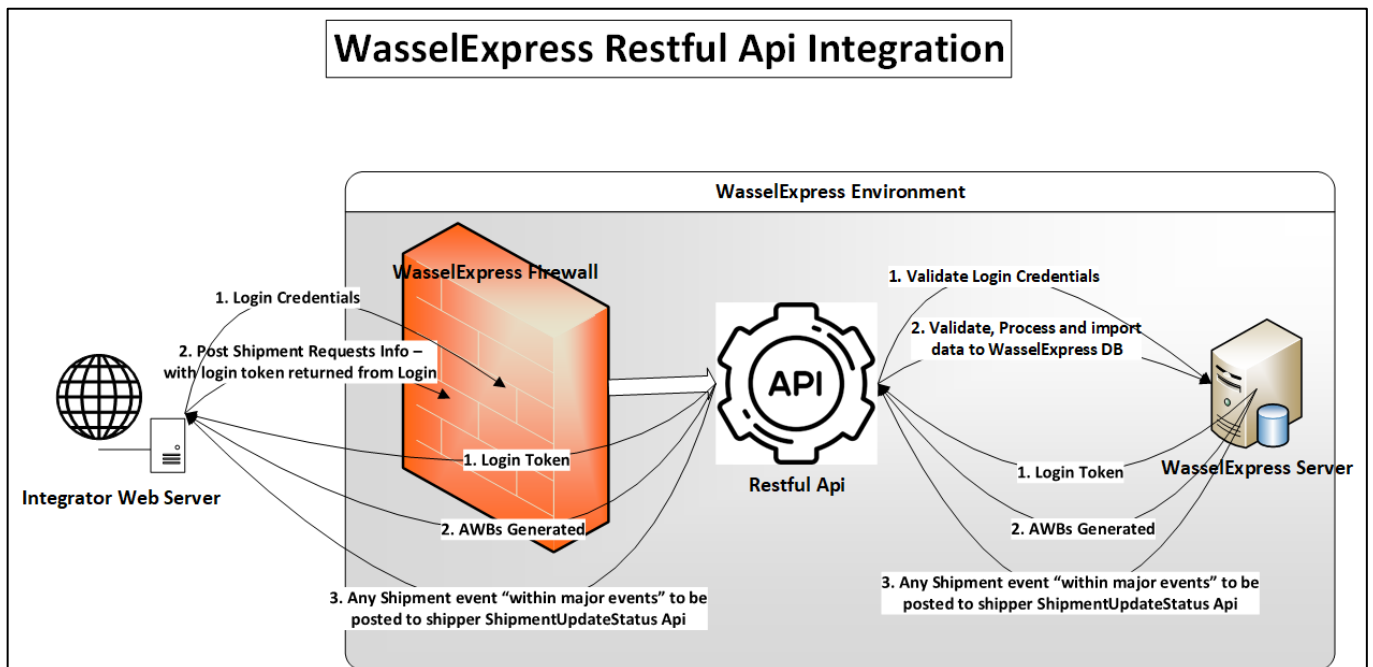 WasselExpress Restful Api Integration
WasselExpress Environment
WasselExpress Firewall
1. Login Credentials
2. Post Shipment Requests Info –
with login token returned from Login
1. Login Token
2. AWBs Generated
3. Any Shipment event “within major events” to be
posted to shipper ShipmentUpdateStatus Api
Integrator Web Server
API
Restful Api
1. Validate Login Credentials
2. Validate, Process and import
data to WasselExpress DB
WasselExpress Server
1. Login Token
2. AWBs Generated
3. Any Shipment event “within major events” to be
posted to shipper ShipmentUpdateStatus Api